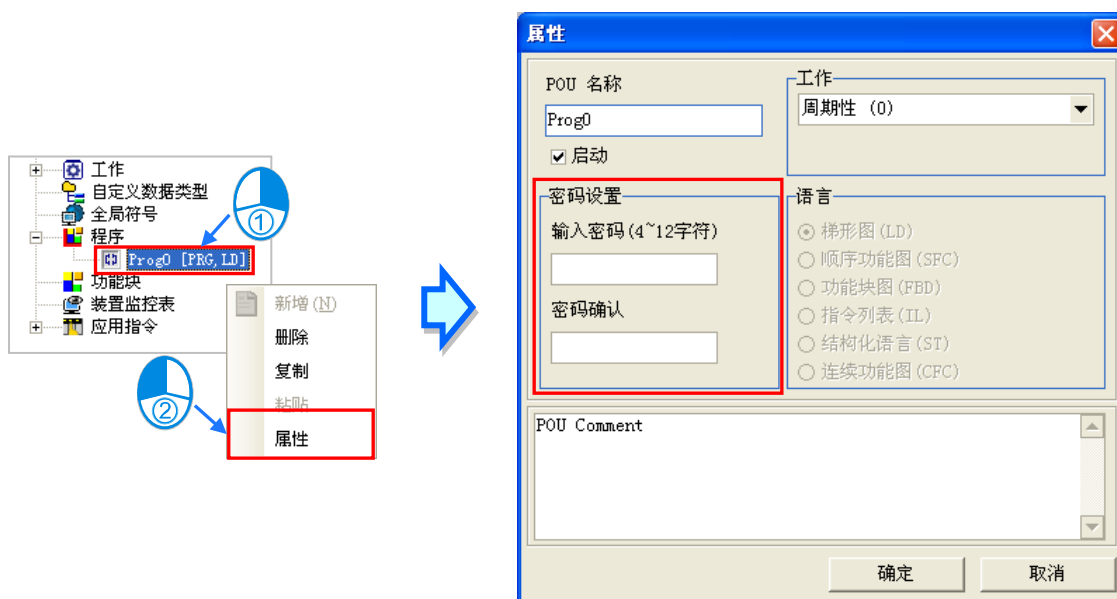 工作
自定义数据类型
全局符号
程序
Prog0 [PRG,LD]
功能块
装置监控表
应用指令
①
新增(N)
删除
复制
粘贴
属性
②
属性
POU 名称
Prog0
启动
密码设置
输入密码(4~12字符)
密码确认
工作
周期性 (0)
语言
梯形图(LD)
顺序功能图(SFC)
功能块图(FBD)
指令列表(IL)
结构化语言(ST)
连续功能图(CFC)
POU Comment
确定
取消